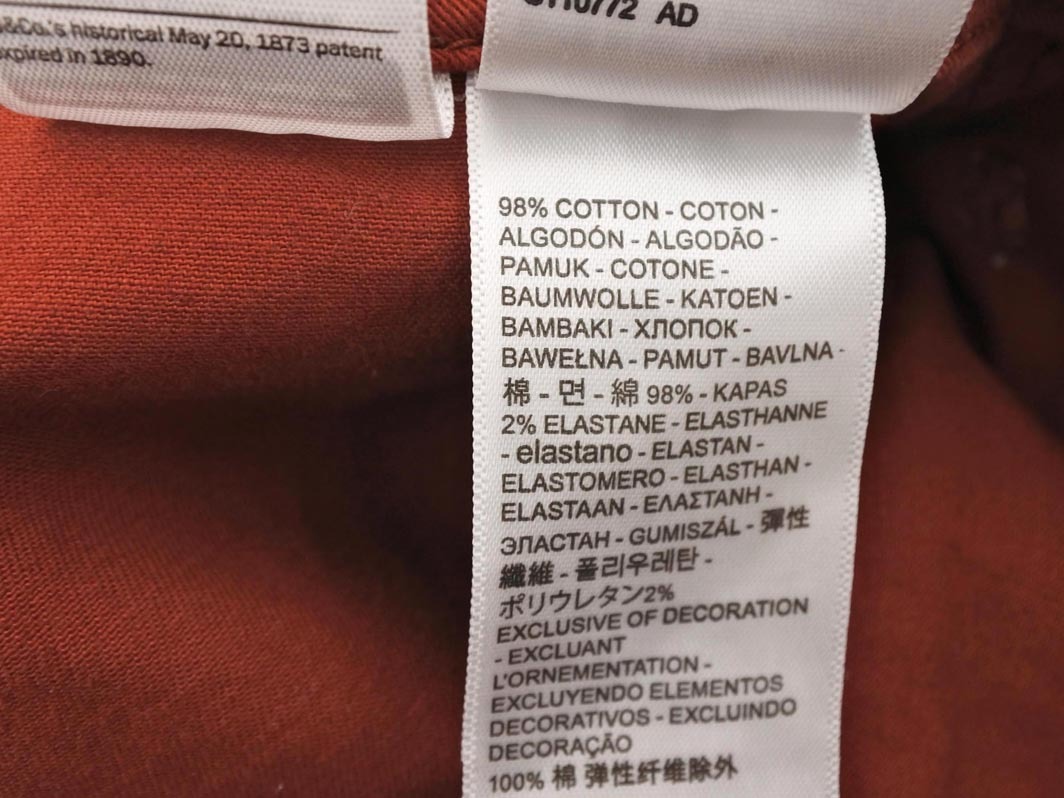 &Co.'s historical May 20, 1873 patent
expired in 1890.
AD
98% COTTON - COTON -
ALGODÓN - ALGODÃO -
PAMUK - COTONE -
BAUMWOLLE - KATOEN -
BAMBAKI - ХЛОПОК -
BAWEŁNA - PAMUT - BAVLNA -
棉 - 면 - 綿 98% - KAPAS
2% ELASTANE - ELASTHANNE
- elastano - ELASTAN -
ELASTOMERO - ELASTHAN -
ELASTAAN - ΕΛΑΣΤΑΝΗ -
ЭЛАСТАН - GUMISZÁL - 彈性
纖維 - 폴리우레탄 -
ポリウレタン2%
EXCLUSIVE OF DECORATION
- EXCLUANT
L'ORNEMENTATION -
EXCLUYENDO ELEMENTOS
DECORATIVOS - EXCLUINDO
DECORAÇÃO
100% 棉 弹性纤维除外